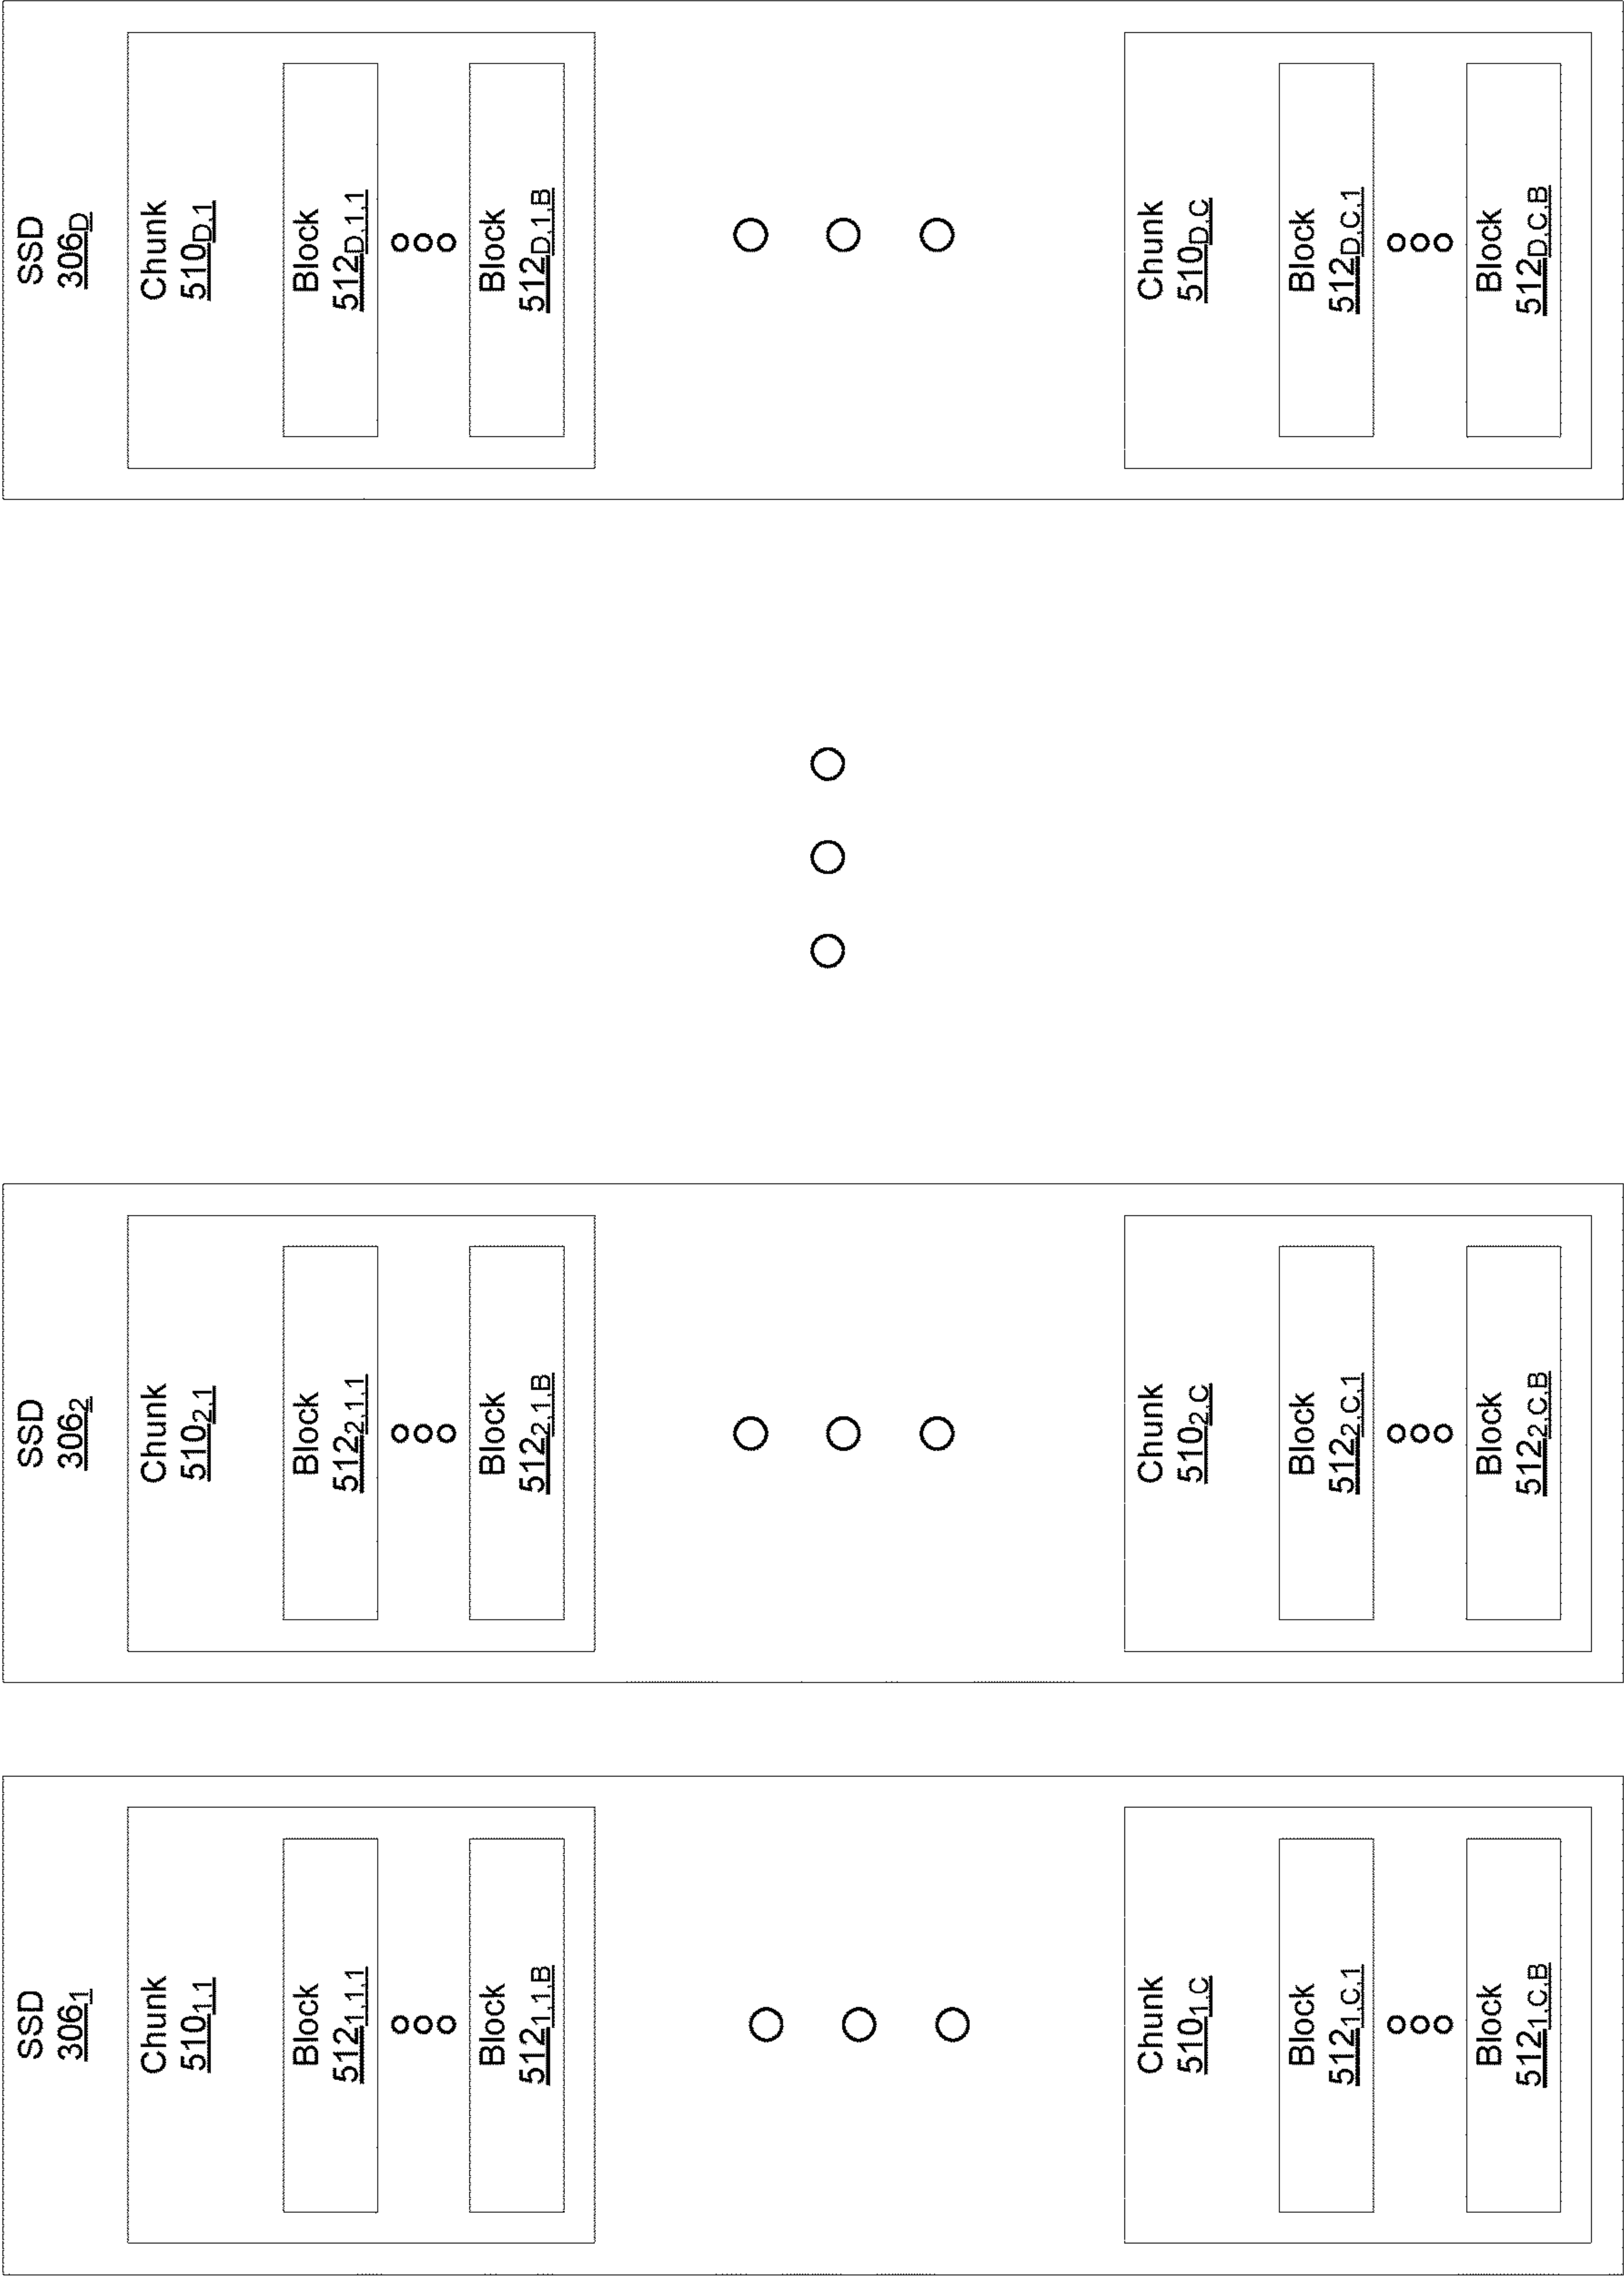 SSD
306₁
Chunk
510₁,₁
Block
512₁,₁,₁
Block
512₁,₁,B
Chunk
510₁,C
Block
512₁,C,₁
Block
512₁,C,B
SSD
306₂
Chunk
510₂,₁
Block
512₂,₁,₁
Block
512₂,₁,B
Chunk
510₂,C
Block
512₂,C,₁
Block
512₂,C,B
SSD
306D
Chunk
510D,₁
Block
512D,₁,₁
Block
512D,₁,B
Chunk
510D,C
Block
512D,C,₁
Block
512D,C,B